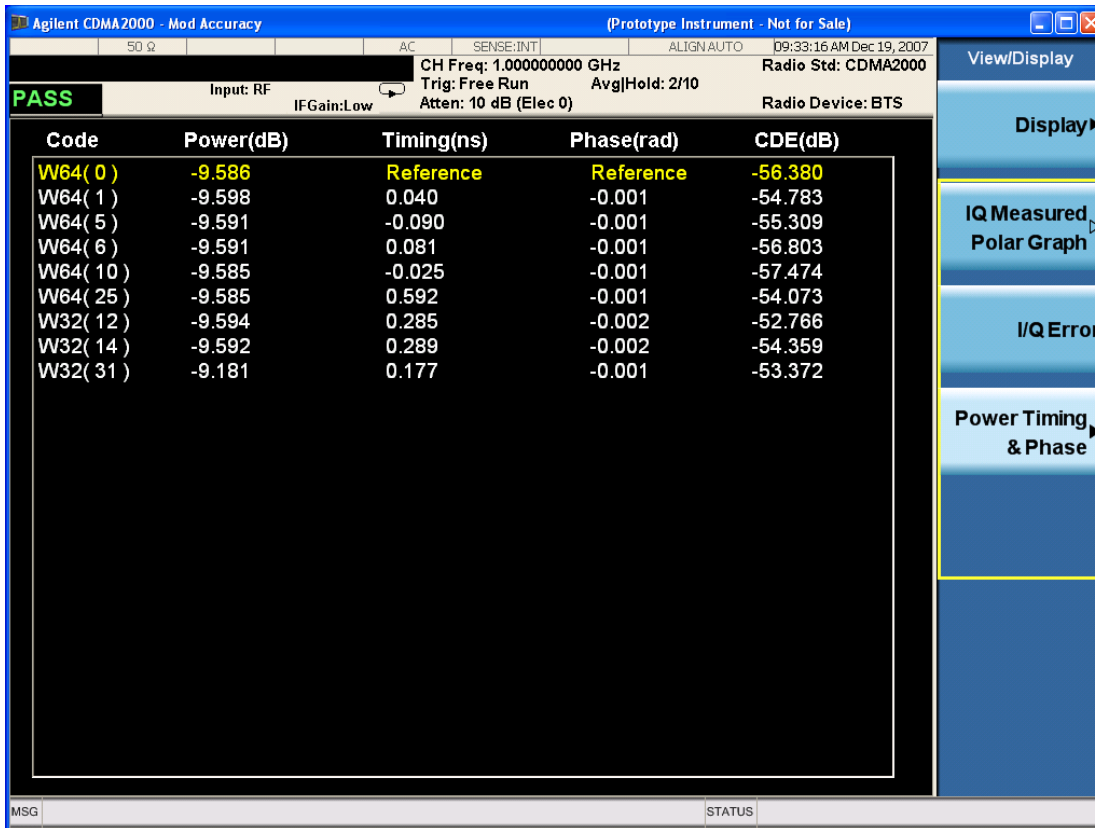 Agilent CDMA2000 - Mod Accuracy (Prototype Instrument - Not for Sale)
50 Ω AC SENSE:INT ALIGN AUTO 09:33:16 AM Dec 19, 2007
CH Freq: 1.000000000 GHz Radio Std: CDMA2000
PASS Input: RF Trig: Free Run Avg|Hold: 2/10
IFGain:Low Atten: 10 dB (Elec 0) Radio Device: BTS
Code Power(dB) Timing(ns) Phase(rad) CDE(dB)
W64( 0 ) -9.586 Reference Reference -56.380
W64( 1 ) -9.598 0.040 -0.001 -54.783
W64( 5 ) -9.591 -0.090 -0.001 -55.309
W64( 6 ) -9.591 0.081 -0.001 -56.803
W64( 10 ) -9.585 -0.025 -0.001 -57.474
W64( 25 ) -9.585 0.592 -0.001 -54.073
W32( 12 ) -9.594 0.285 -0.002 -52.766
W32( 14 ) -9.592 0.289 -0.002 -54.359
W32( 31 ) -9.181 0.177 -0.001 -53.372
View/Display
Display
IQ Measured
Polar Graph
I/Q Error
Power Timing
& Phase
MSG STATUS